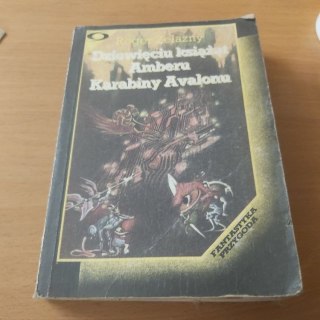 Roger Zelazny
Dziewięciu książąt
Amberu
Karabiny Avalonu
FANTASTYKA
PRZYGODA